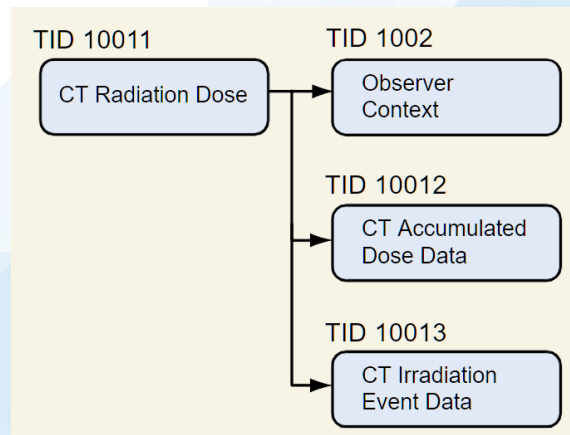 TID 10011
CT Radiation Dose
TID 1002
Observer
Context
TID 10012
CT Accumulated
Dose Data
TID 10013
CT Irradiation
Event Data